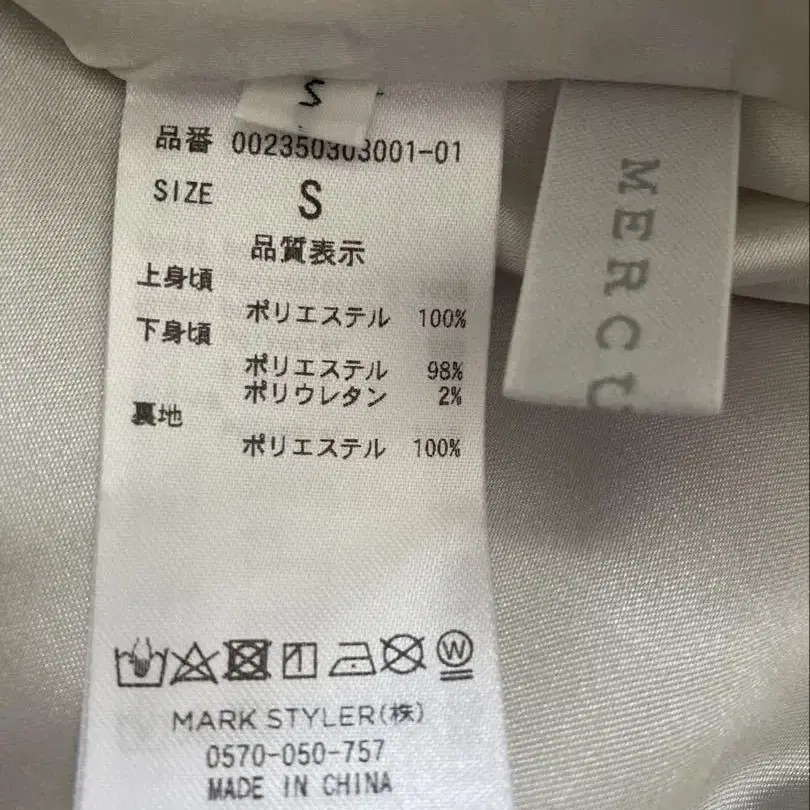 S
品番 002350303001-01
SIZE S
品質表示
上身頃
ポリエステル 100%
下身頃
ポリエステル 98%
ポリウレタン 2%
裏地
ポリエステル 100%
W
MARK STYLER(株)
0570-050-757
MADE IN CHINA
MERCU